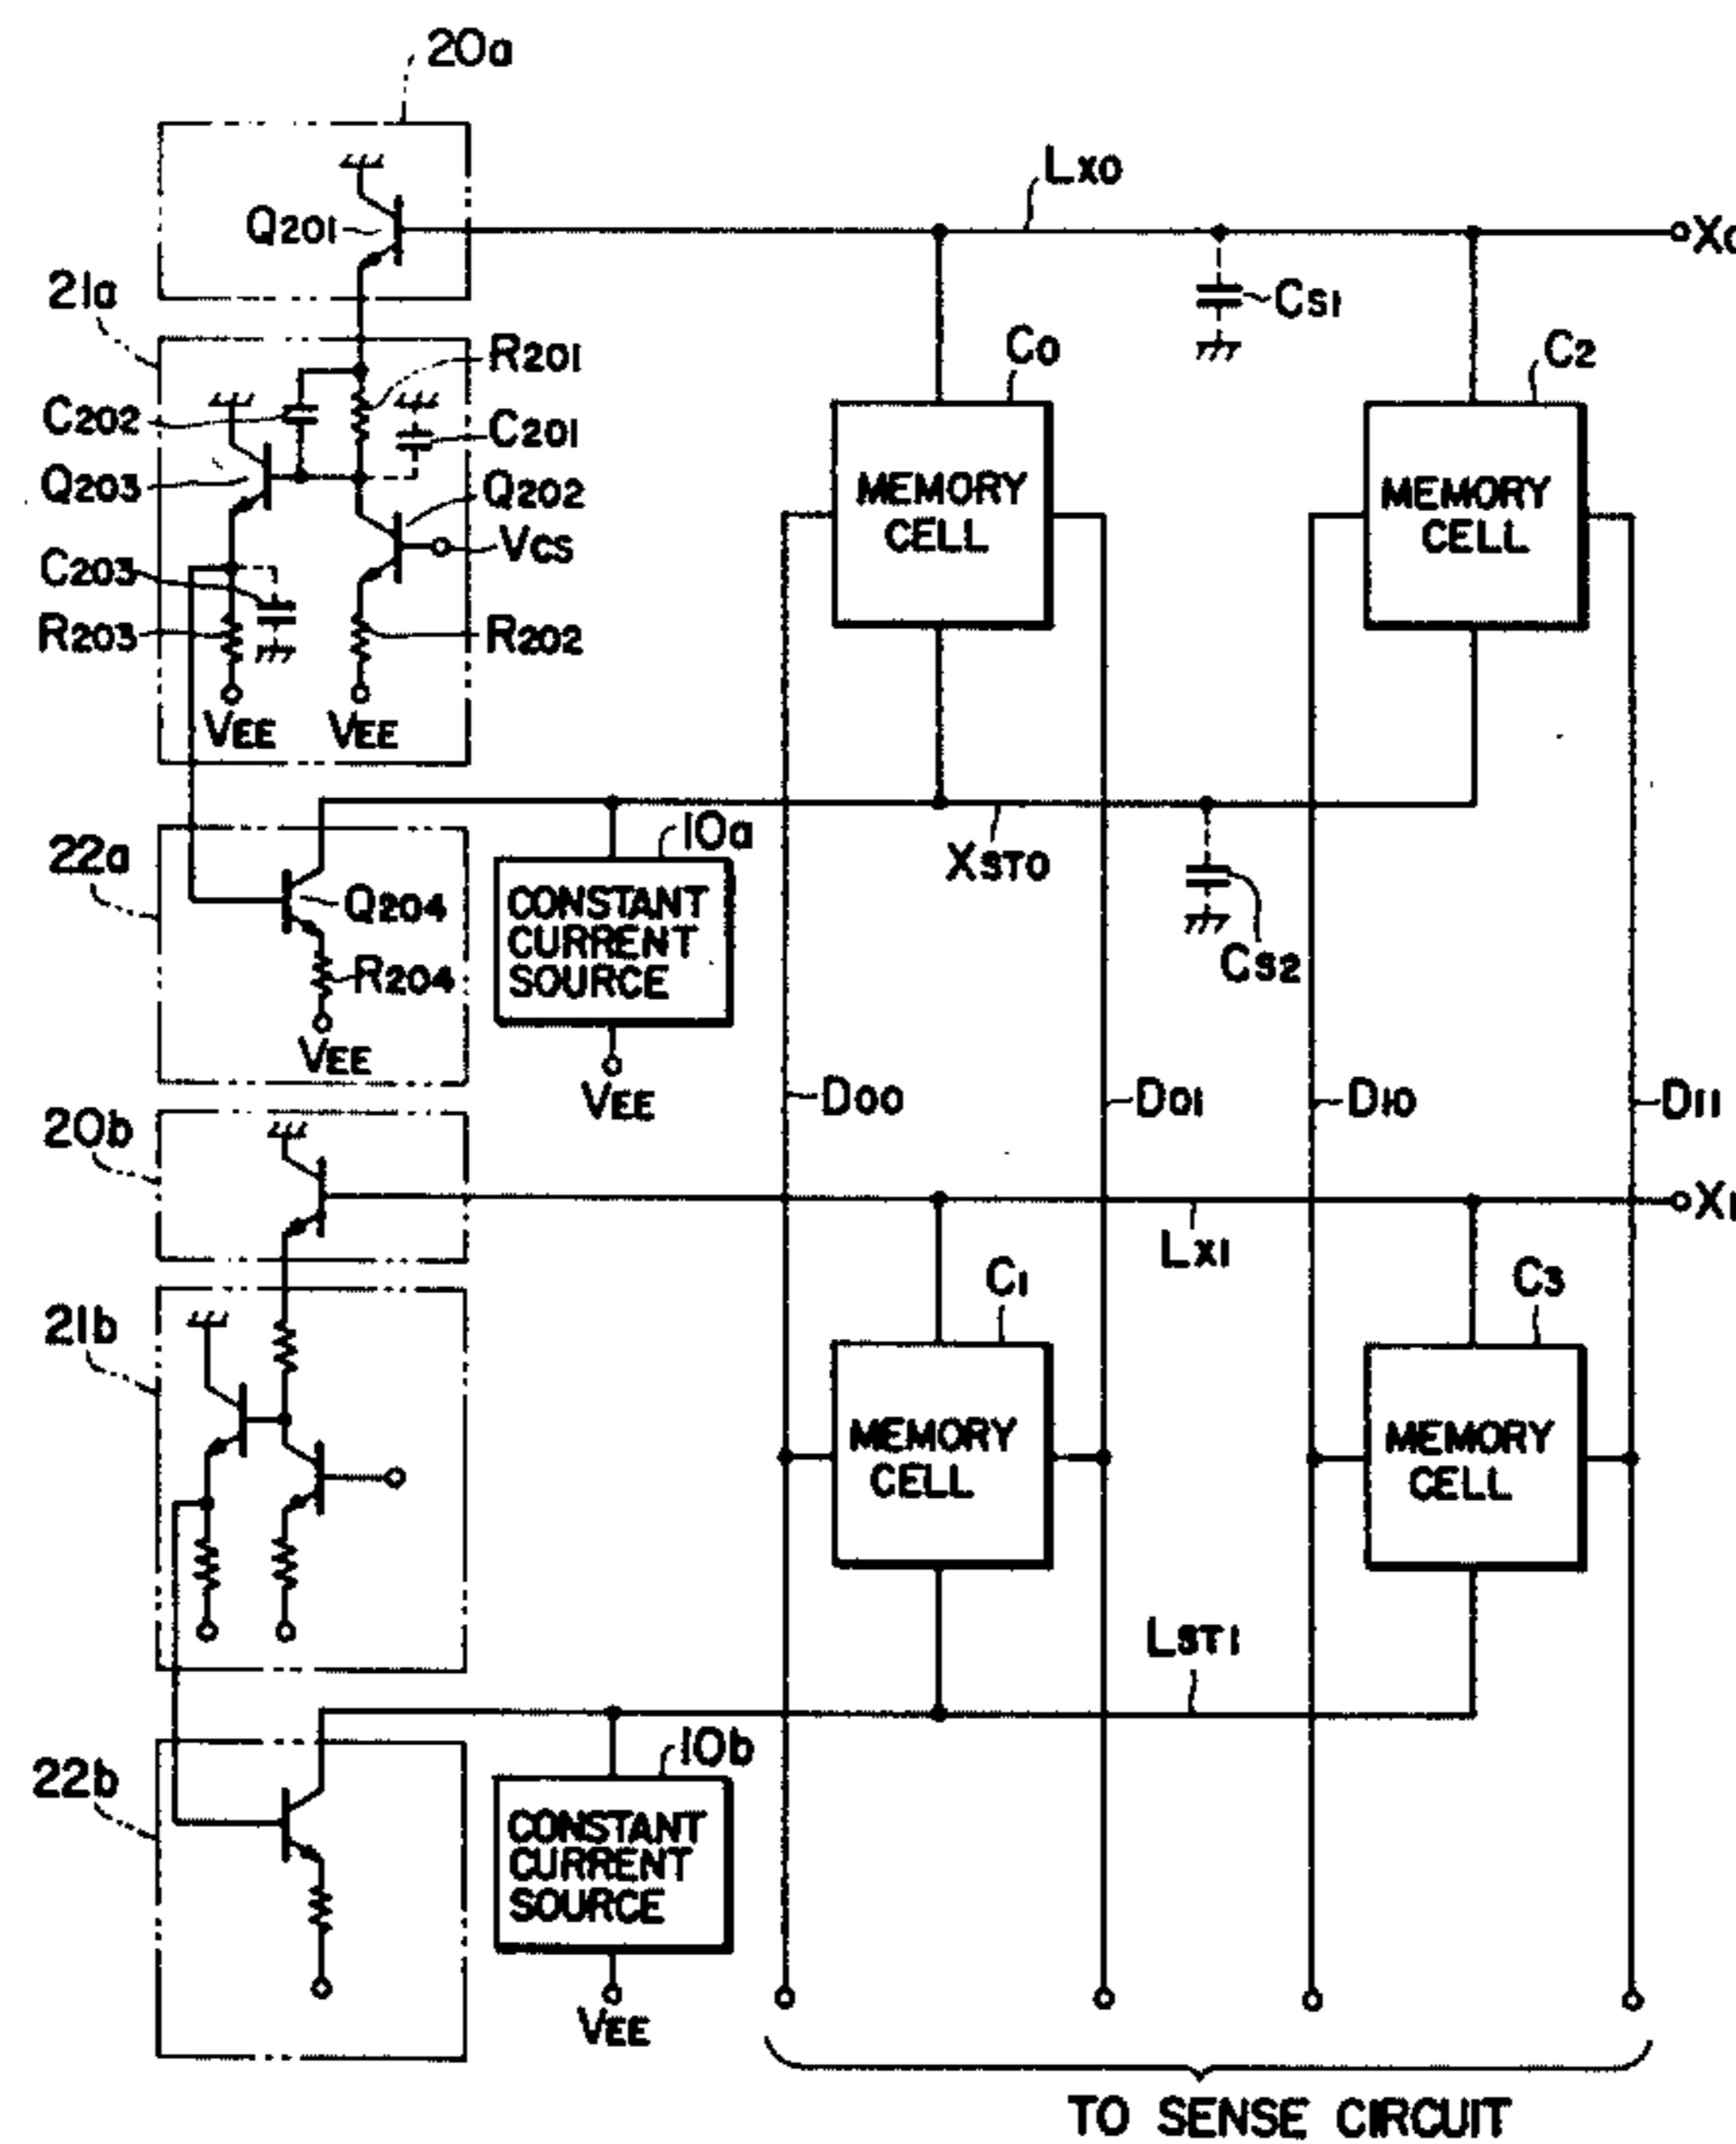 20a
Lx0
Q201
21a
CS1
R201
C0
C2
C202
C201
Q203
Q202
MEMORY
CELL
MEMORY
CELL
VCS
C203
R203
R202
VEE
VEE
22a
10a
XST0
Q204
CONSTANT
CURRENT
SOURCE
R204
CS2
VEE
VEE
D00
D01
D10
D11
20b
X1
LX1
C1
C3
21b
MEMORY
CELL
MEMORY
CELL
LST1
10b
22b
CONSTANT
CURRENT
SOURCE
VEE
TO SENSE CIRCUIT